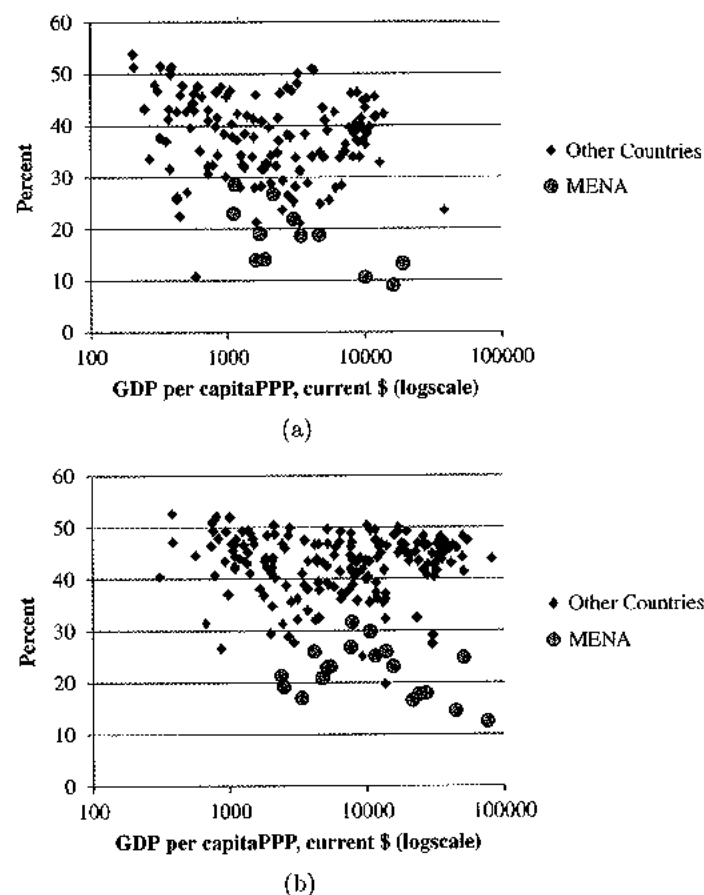 60
50
40
30
20
10
0
Percent
100 1000 10000 100000
GDP per capitaPPP, current $ (logscale)
Other Countries
MENA
(a)
60
50
40
30
20
10
0
Percent
100 1000 10000 100000
GDP per capitaPPP, current $ (logscale)
Other Countries
MENA
(b)